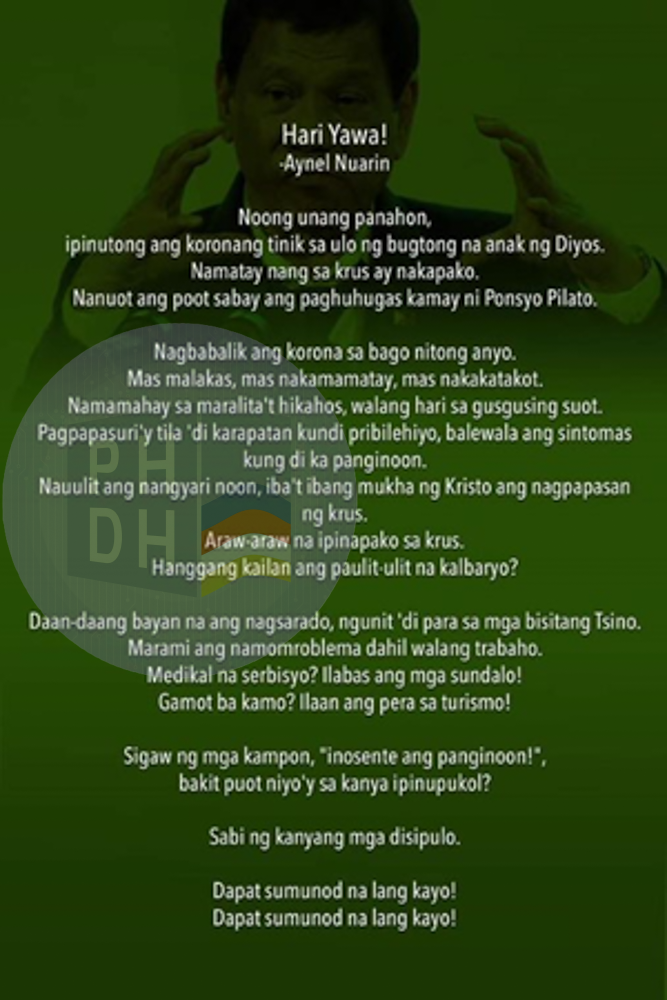 Hari Yawa!
-Aynel Nuarin
Noong unang panahon,
ipinutong ang koronang tinik sa ulo ng bugtong na anak ng Diyos.
Namatay nang sa krus ay nakapako.
Nanuot ang poot sabay ang paghuhugas kamay ni Ponsyo Pilato.
Nagbabalik ang korona sa bago nitong anyo.
Mas malakas, mas nakamamatay, mas nakakatakot.
Namamahay sa maralita't hikahos, walang hari sa gusgusing suot.
Pagpapasuri'y tila 'di karapatan kundi pribilehiyo, balewala ang sintomas
kung di ka panginoon.
Nauulit ang nangyari noon, iba't ibang mukha ng Kristo ang nagpapasan
ng krus.
Araw-araw na ipinapako sa krus.
Hanggang kailan ang paulit-ulit na kalbaryo?
Daan-daang bayan na ang nagsarado, ngunit 'di para sa mga bisitang Tsino.
Marami ang namomroblema dahil walang trabaho.
Medikal na serbisyo? Ilabas ang mga sundalo!
Gamot ba kamo? Ilaan ang pera sa turismo!
Sigaw ng mga kampon, "inosente ang panginoon!",
bakit puot niyo'y sa kanya ipinupukol?
Sabi ng kanyang mga disipulo.
Dapat sumunod na lang kayo!
Dapat sumunod na lang kayo!
PH
DH